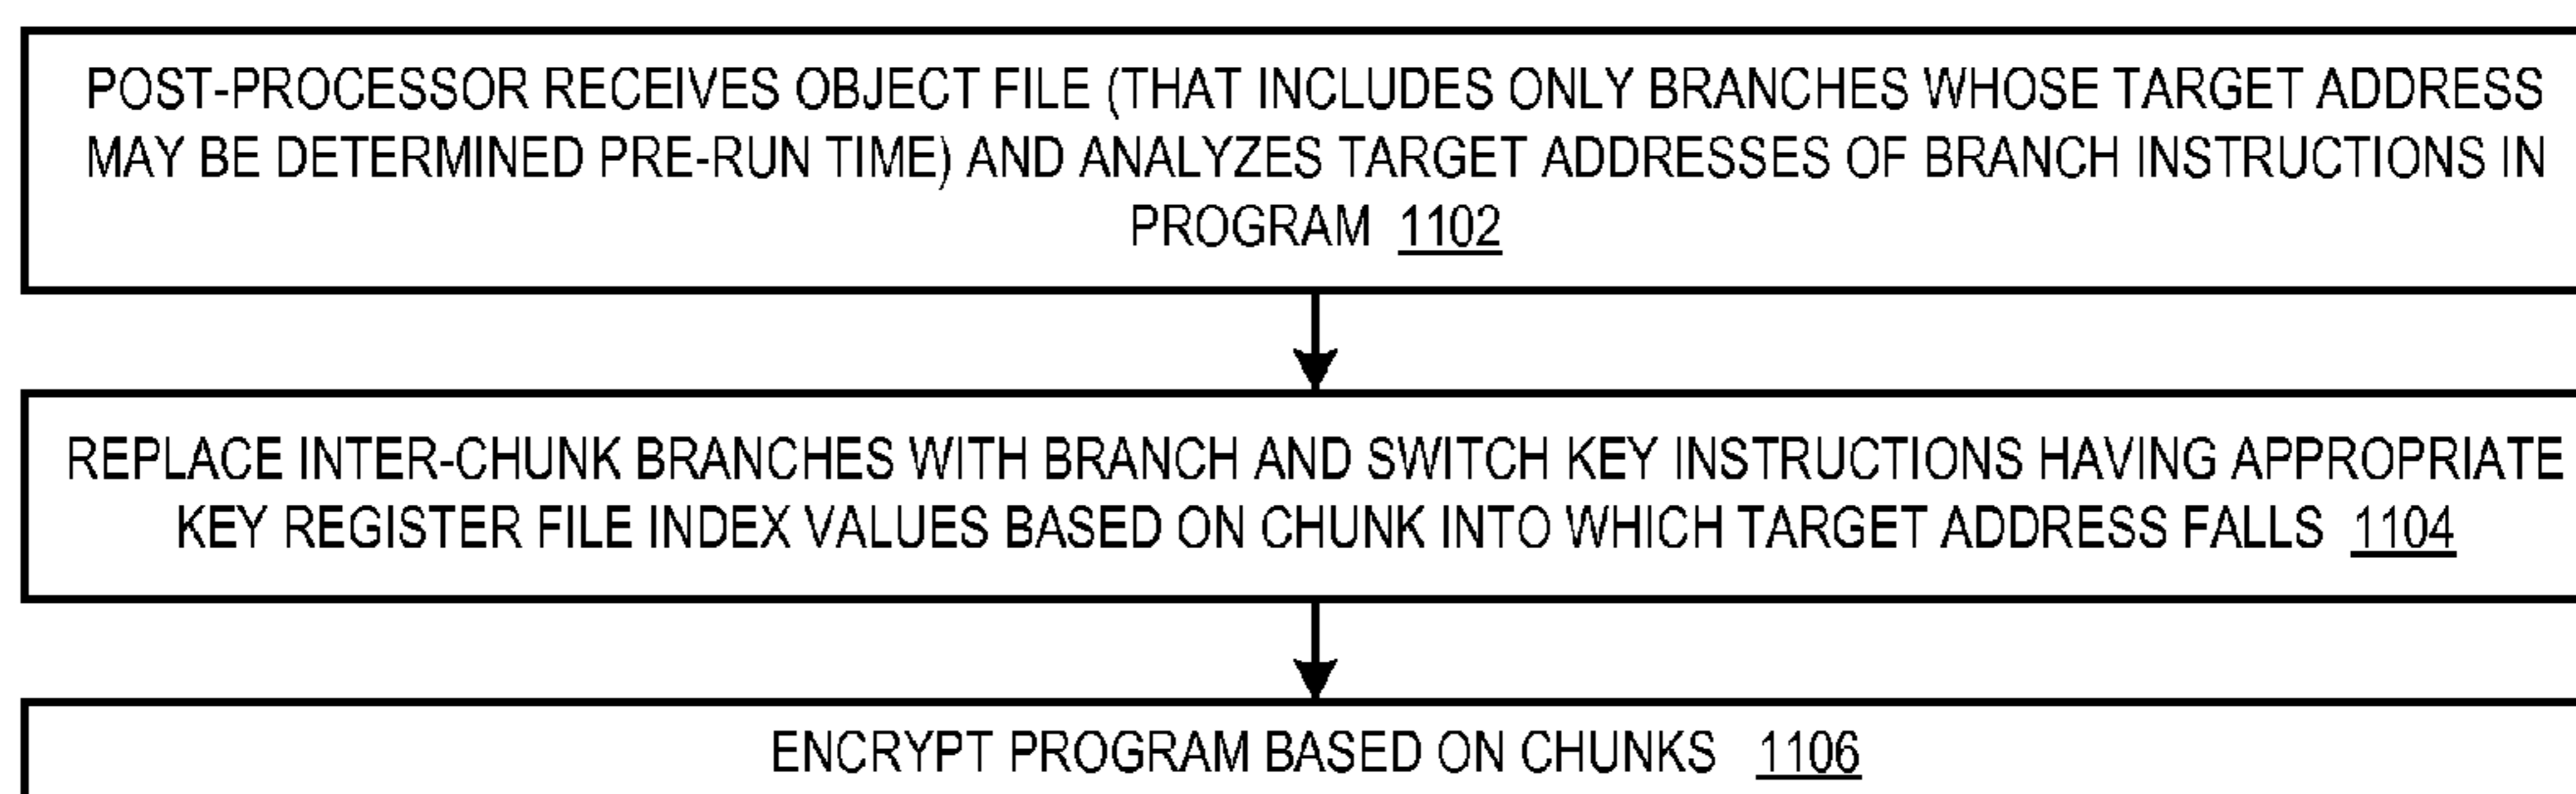 POST-PROCESSOR RECEIVES OBJECT FILE (THAT INCLUDES ONLY BRANCHES WHOSE TARGET ADDRESS
MAY BE DETERMINED PRE-RUN TIME) AND ANALYZES TARGET ADDRESSES OF BRANCH INSTRUCTIONS IN
PROGRAM 1102
REPLACE INTER-CHUNK BRANCHES WITH BRANCH AND SWITCH KEY INSTRUCTIONS HAVING APPROPRIATE
KEY REGISTER FILE INDEX VALUES BASED ON CHUNK INTO WHICH TARGET ADDRESS FALLS 1104
ENCRYPT PROGRAM BASED ON CHUNKS 1106